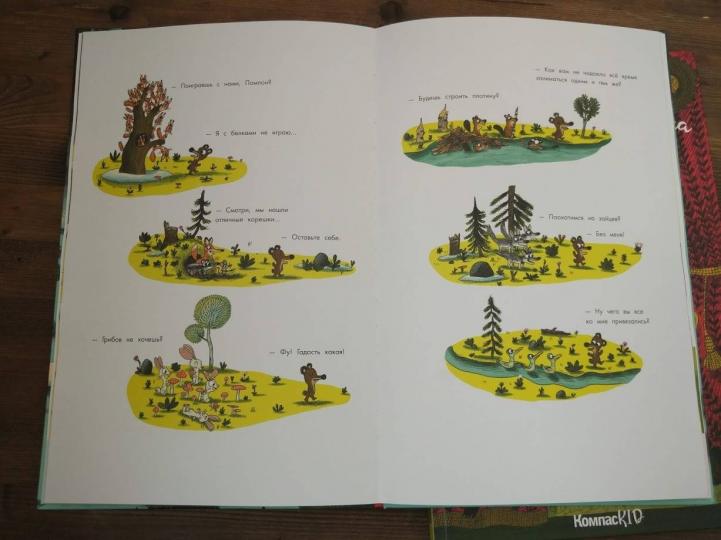 — Поиграешь с нами, Помпон?
— Я с белками не играю...
— Смотри, мы нашли
отличные корешки...
— Оставьте себе.
— Грибов не хочешь?
— Фу! Гадость какая!
— Как вам не надоело всё время
заниматься одним и тем же?
— Будешь строить плотину?
— Поохотимся на зайцев?
— Без меня!
— Ну чего вы все
ко мне привязались?
а
КомпасКID